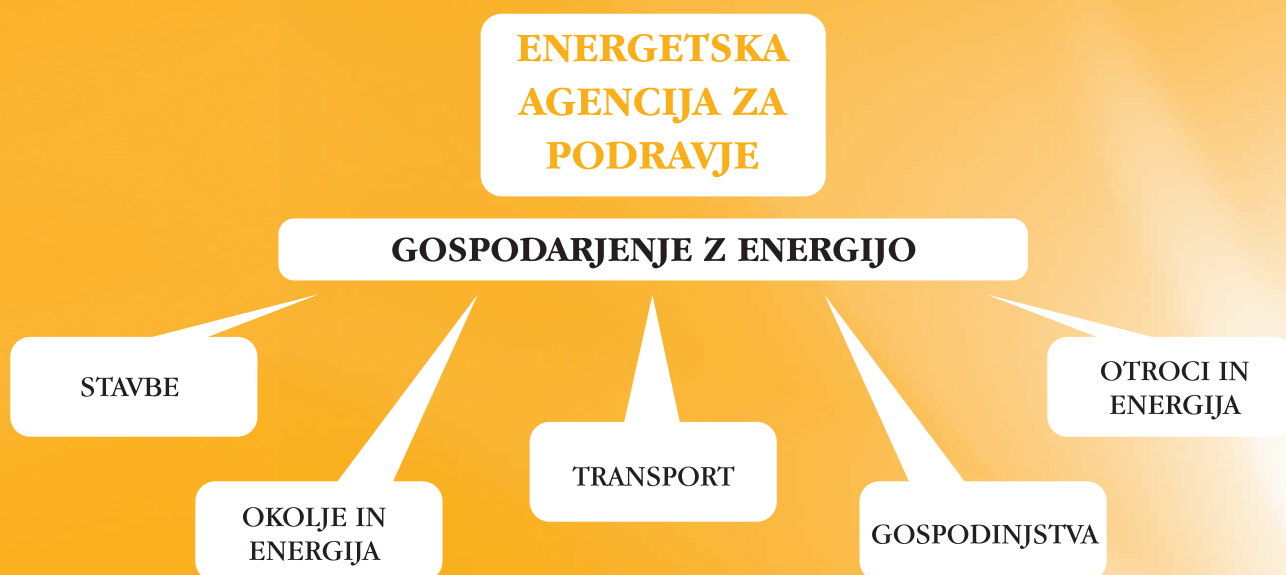 ENERGETSKA
AGENCIJA ZA
PODRAVJE
GOSPODARJENJE Z ENERGIJO
STAVBE
OKOLJE IN
ENERGIJA
TRANSPORT
GOSPODINJSTVA
OTROCI IN
ENERGIJA